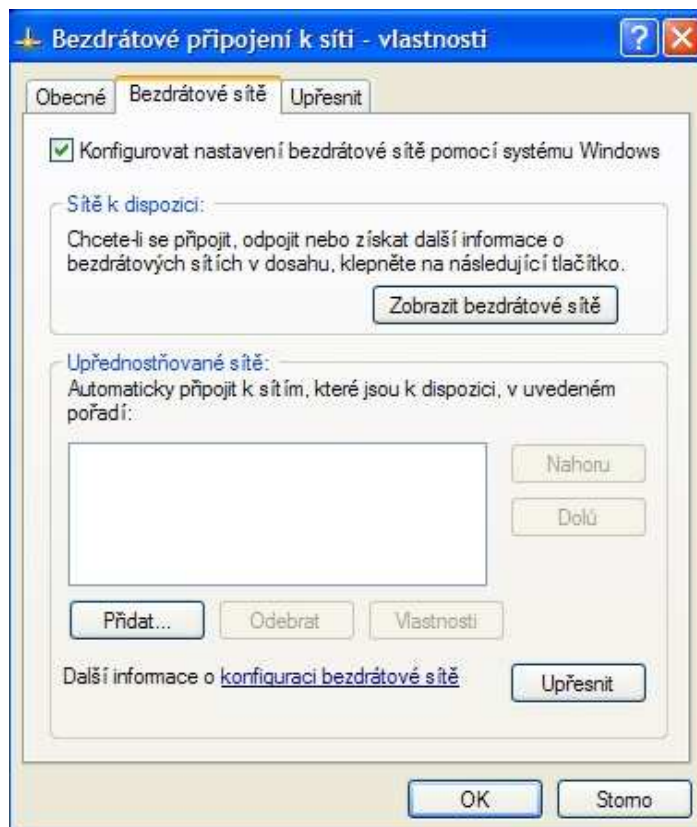 Bezdrátové připojení k síti - vlastnosti
Obecné Bezdrátové sítě Upřesnit
Konfigurovat nastavení bezdrátové sítě pomocí systému Windows
Sítě k dispozici:
Chcete-li se připojit, odpojit nebo získat další informace o
bezdrátových sítích v dosahu, klepněte na následující tlačítko.
Zobrazit bezdrátové sítě
Upřednostňované sítě:
Automaticky připojit k sítím, které jsou k dispozici, v uvedeném
pořadí:
Nahoru
Dolů
Přidat... Odebrat Vlastnosti
Další informace o konfiguraci bezdrátové sítě Upřesnit
OK Storno